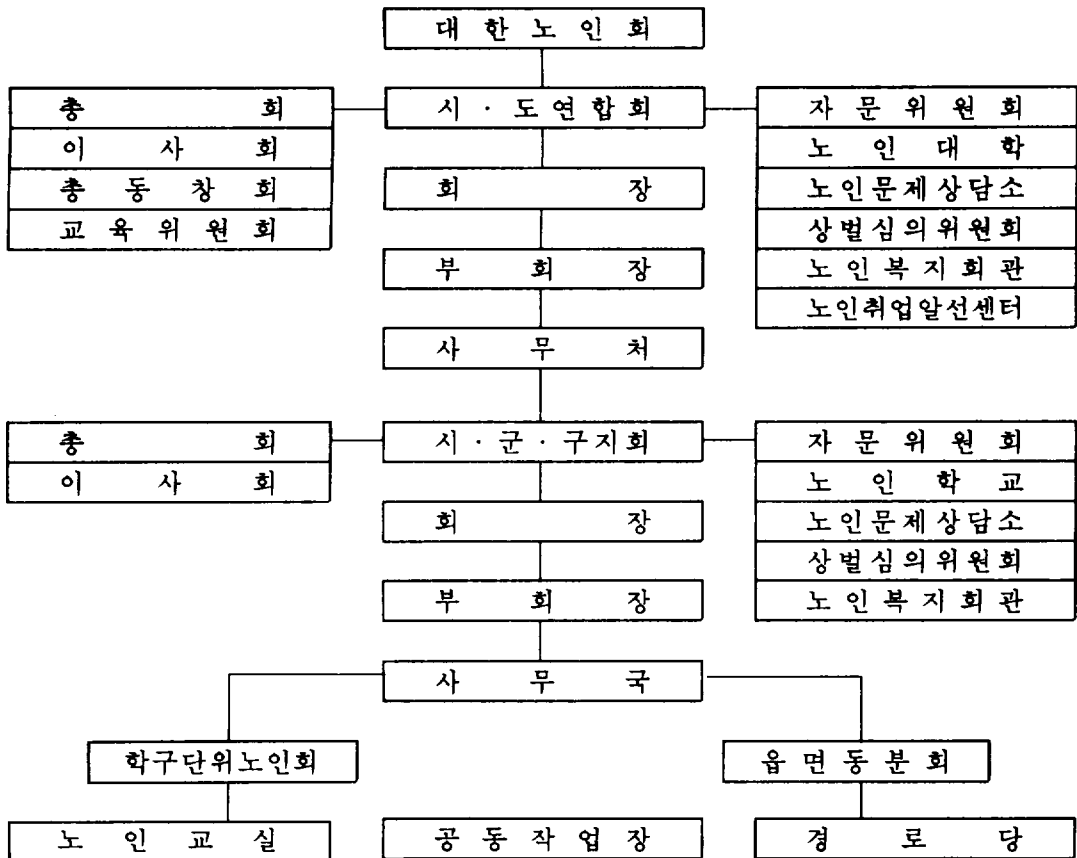 대한노인회
총회
시·도연합회
자문위원회
이사회
노인대학
총동창회
회장
노인문제상담소
교육위원회
상벌심의위원회
부회장
노인복지회관
노인취업알선센터
사무처
총회
시·군·구지회
자문위원회
이사회
노인학교
회장
노인문제상담소
상벌심의위원회
부회장
노인복지회관
사무국
학구단위노인회
읍면동분회
노인교실
공동작업장
경로당